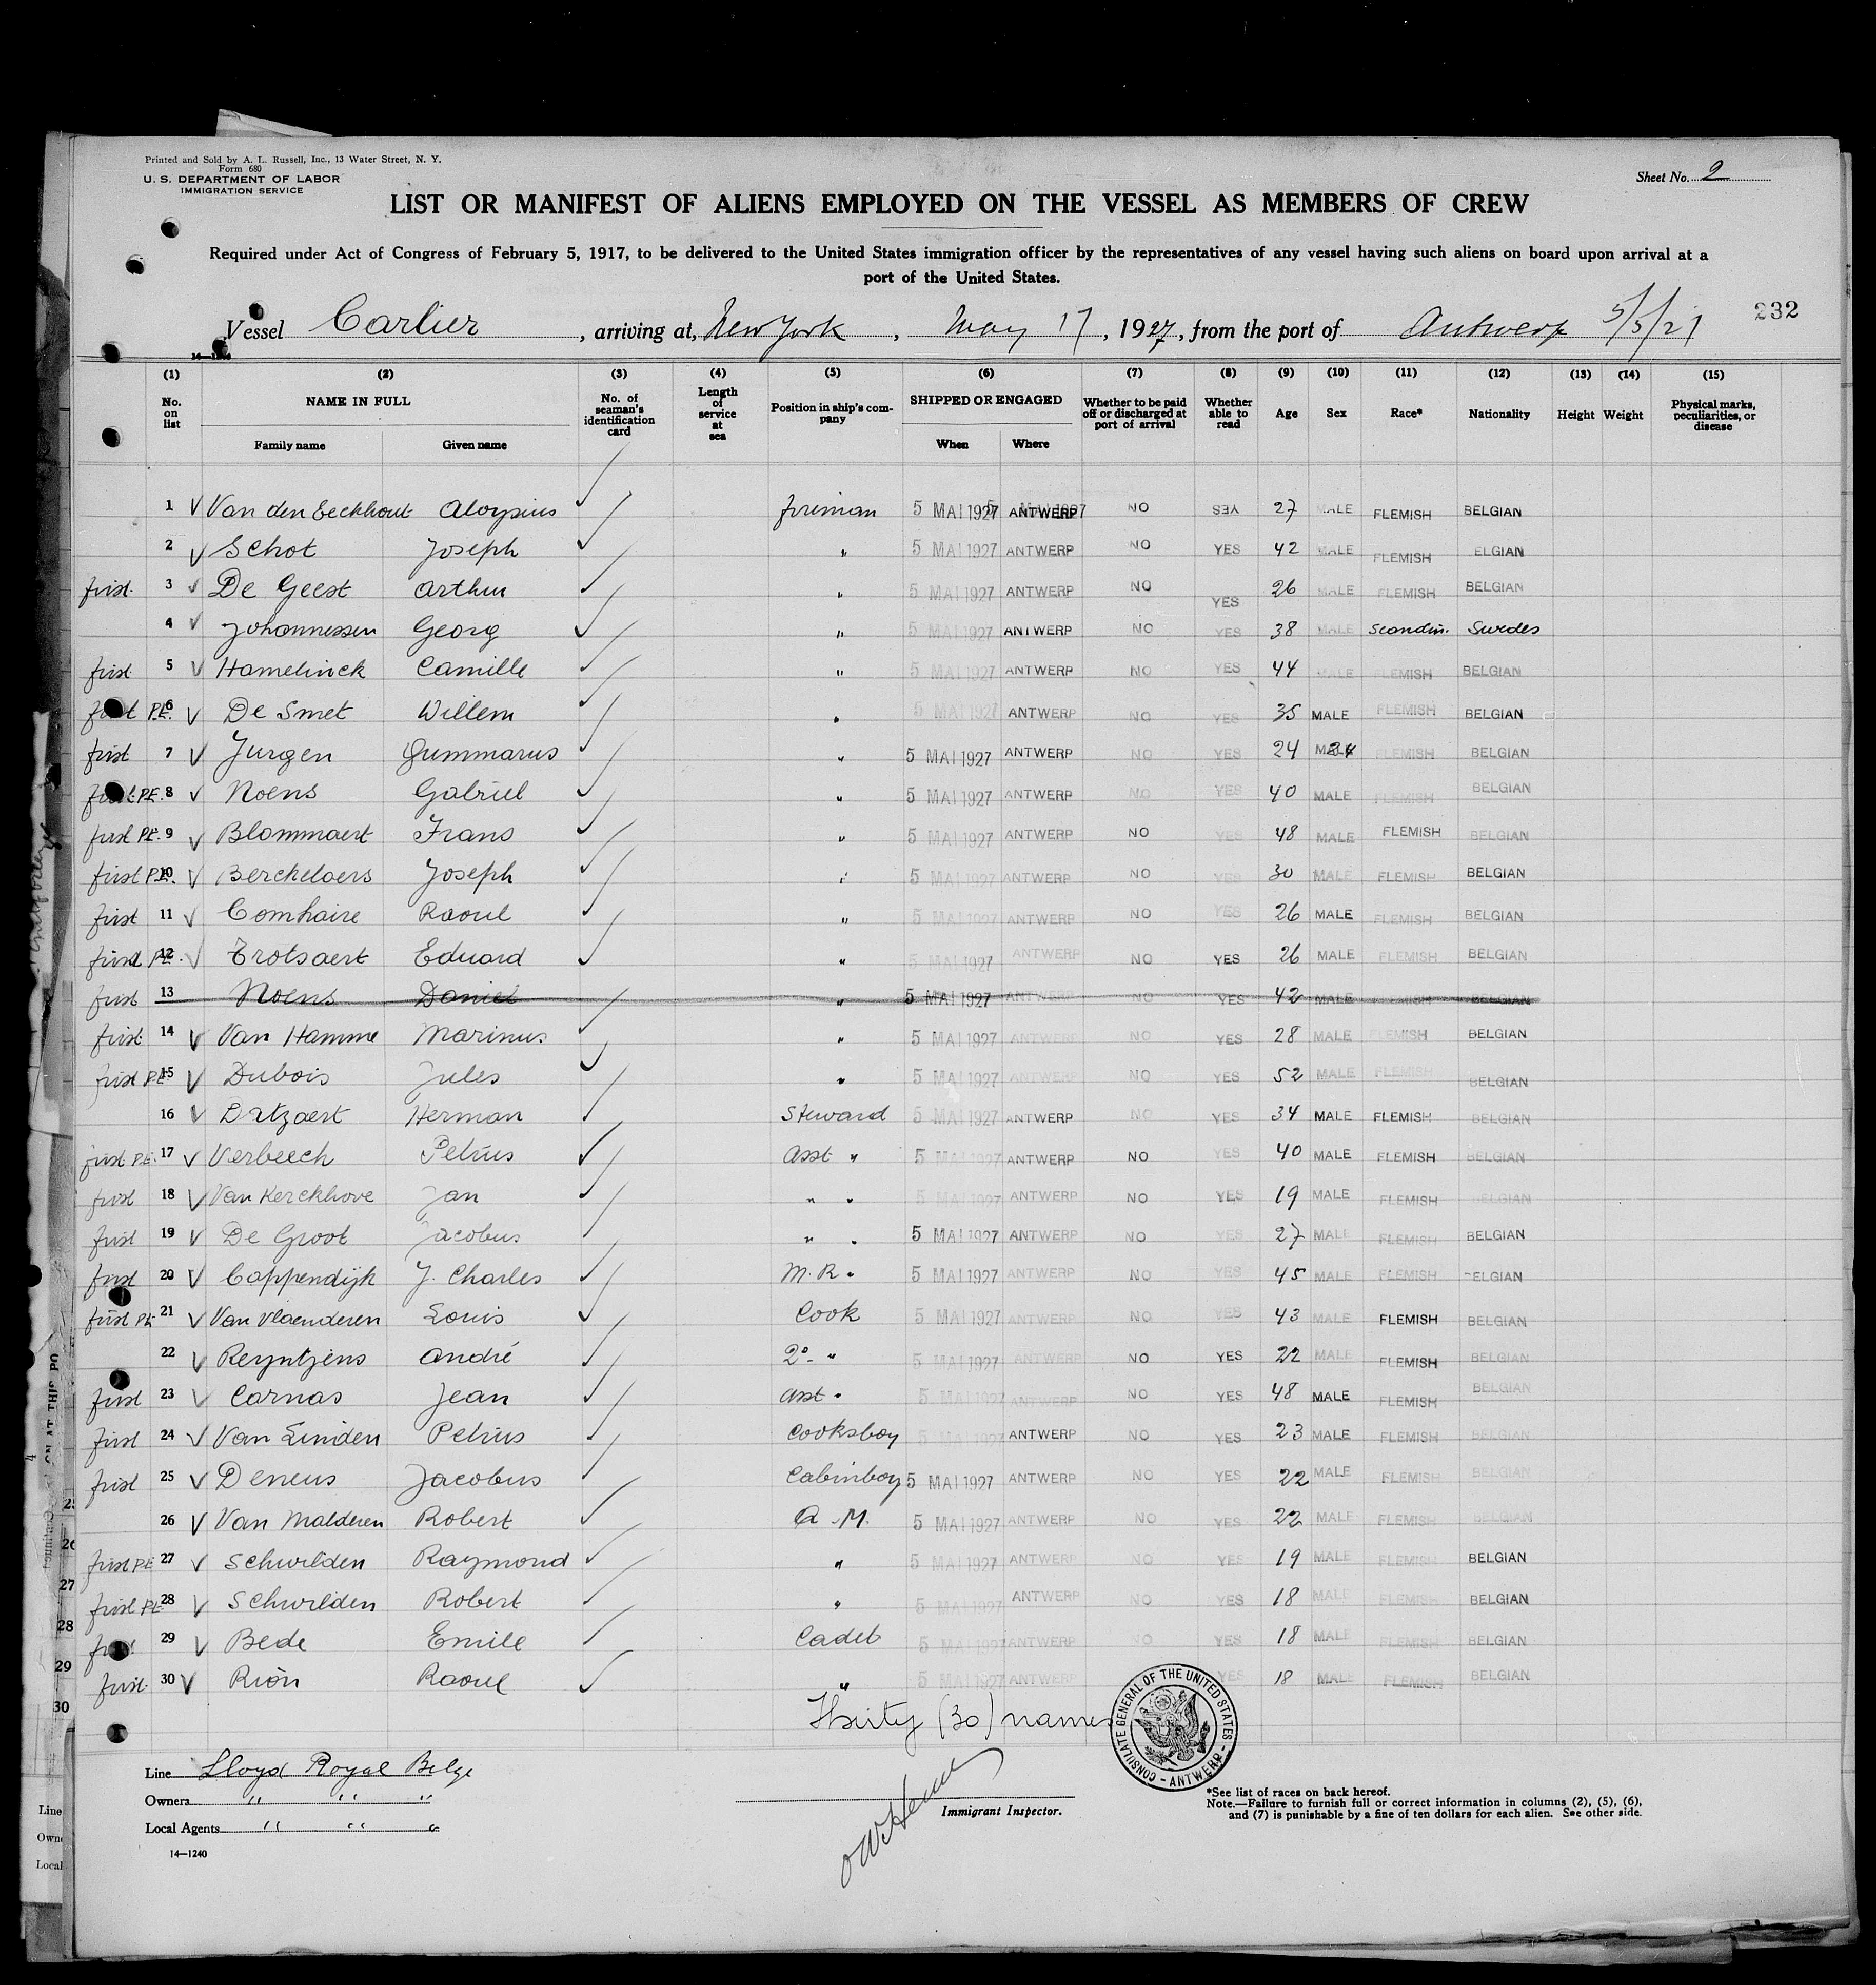 Printed and Sold by A. L. Russell, Inc., 13 Water Street, N. Y.
Form 680
U. S. DEPARTMENT OF LABOR
IMMIGRATION SERVICE
Sheet No. 2
LIST OR MANIFEST OF ALIENS EMPLOYED ON THE VESSEL AS MEMBERS OF CREW
Required under Act of Congress of February 5, 1917, to be delivered to the United States immigration officer by the representatives of any vessel having such aliens on board upon arrival at a
port of the United States.
Vessel Carlier, arriving at, New York, May 17, 1927, from the port of Antwerp 5/5/27 232
(1) (2) (3) (4) (5) (6) (7) (8) (9) (10) (11) (12) (13) (14) (15)
No. on list NAME IN FULL Family name Given name No. of seaman's identification card Length of service at sea Position in ship's company SHIPPED OR ENGAGED When Where Whether to be paid off or discharged at port of arrival Whether able to read Age Sex Race* Nationality Height Weight Physical marks, peculiarities, or disease
1 Van den Eeckhout Aloysius fireman 5 MAI 1927 ANTWERP NO YES 27 MALE FLEMISH BELGIAN
2 Schot Joseph " 5 MAI 1927 ANTWERP NO YES 42 MALE FLEMISH ELGIAN
first 3 De Geest Arthur " 5 MAI 1927 ANTWERP NO YES 26 MALE FLEMISH BELGIAN
4 Johannessen Georg " 5 MAI 1927 ANTWERP NO YES 38 MALE Scandin. Swedes
first 5 Hamelinck Camille " 5 MAI 1927 ANTWERP NO YES 44 MALE FLEMISH BELGIAN
first P.E. 6 De Smet Willem " 5 MAI 1927 ANTWERP NO YES 35 MALE FLEMISH BELGIAN
first 7 Jurgen Gummarus " 5 MAI 1927 ANTWERP NO YES 24 MALE FLEMISH BELGIAN
first P.E. 8 Noens Gabriel " 5 MAI 1927 ANTWERP NO YES 40 MALE FLEMISH BELGIAN
first P.E. 9 Blommaert Frans " 5 MAI 1927 ANTWERP NO YES 48 MALE FLEMISH BELGIAN
first P.E. 10 Berckelaers Joseph " 5 MAI 1927 ANTWERP NO YES 30 MALE FLEMISH BELGIAN
first 11 Comhaire Raoul " 5 MAI 1927 ANTWERP NO YES 26 MALE FLEMISH BELGIAN
first P.E. 12 Trotsaert Eduard " 5 MAI 1927 ANTWERP NO YES 26 MALE FLEMISH BELGIAN
first 13 Noens Daniel " 5 MAI 1927 ANTWERP NO YES 42 MALE FLEMISH BELGIAN
first 14 Van Hamme Marinus " 5 MAI 1927 ANTWERP NO YES 28 MALE FLEMISH BELGIAN
first P.E. 15 Dubois Jules " 5 MAI 1927 ANTWERP NO YES 52 MALE FLEMISH BELGIAN
16 Datzaert Herman Steward 5 MAI 1927 ANTWERP NO YES 34 MALE FLEMISH BELGIAN
first P.E. 17 Verbeech Petrus Asst " 5 MAI 1927 ANTWERP NO YES 40 MALE FLEMISH BELGIAN
first 18 Van Kerckhove Jan " " 5 MAI 1927 ANTWERP NO YES 19 MALE FLEMISH BELGIAN
first 19 De Groot Jacobus " " 5 MAI 1927 ANTWERP NO YES 27 MALE FLEMISH BELGIAN
first 20 Cappendijk J. Charles M. R. " 5 MAI 1927 ANTWERP NO YES 45 MALE FLEMISH ELGIAN
first P.E. 21 Van Vlaenderen Louis Cook 5 MAI 1927 ANTWERP NO YES 43 MALE FLEMISH BELGIAN
22 Reyntjens André 2° " 5 MAI 1927 ANTWERP NO YES 22 MALE FLEMISH BELGIAN
first 23 Carnas Jean Asst " 5 MAI 1927 ANTWERP NO YES 48 MALE FLEMISH BELGIAN
first 24 Van Linden Petrus Cooksboy 5 MAI 1927 ANTWERP NO YES 23 MALE FLEMISH BELGIAN
first 25 Deneus Jacobus Cabinboy 5 MAI 1927 ANTWERP NO YES 22 MALE FLEMISH BELGIAN
26 Van Malderen Robert A. M. 5 MAI 1927 ANTWERP NO YES 22 MALE FLEMISH BELGIAN
first P.E. 27 Schwilden Raymond " 5 MAI 1927 ANTWERP NO YES 19 MALE FLEMISH BELGIAN
first P.E. 28 Schwilden Robert " 5 MAI 1927 ANTWERP NO YES 18 MALE FLEMISH BELGIAN
first 29 Bede Emile Cadet 5 MAI 1927 ANTWERP NO YES 18 MALE FLEMISH BELGIAN
first 30 Rion Raoul " 5 MAI 1927 ANTWERP YES 18 MALE FLEMISH BELGIAN
Thirty (30) names
CONSULATE GENERAL OF THE UNITED STATES - ANTWERP -
Line Lloyd Royal Belge
Owners " " "
Local Agents " " "
Immigrant Inspector.
*See list of races on back hereof.
Note.—Failure to furnish full or correct information in columns (2), (5), (6),
and (7) is punishable by a fine of ten dollars for each alien. See other side.
14—1240